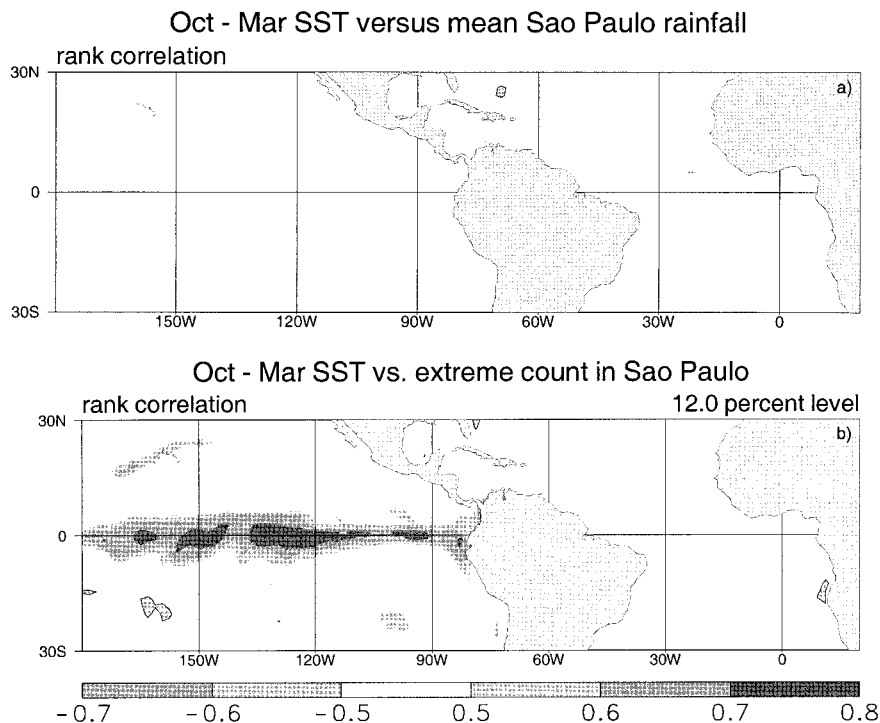 Oct - Mar SST versus mean Sao Paulo rainfall
rank correlation
30N
a)
0
30S
150W 120W 90W 60W 30W 0
Oct - Mar SST vs. extreme count in Sao Paulo
rank correlation 12.0 percent level
30N
b)
0
30S
150W 120W 90W 60W 30W 0
-0.7 -0.6 -0.5 0.5 0.6 0.7 0.8